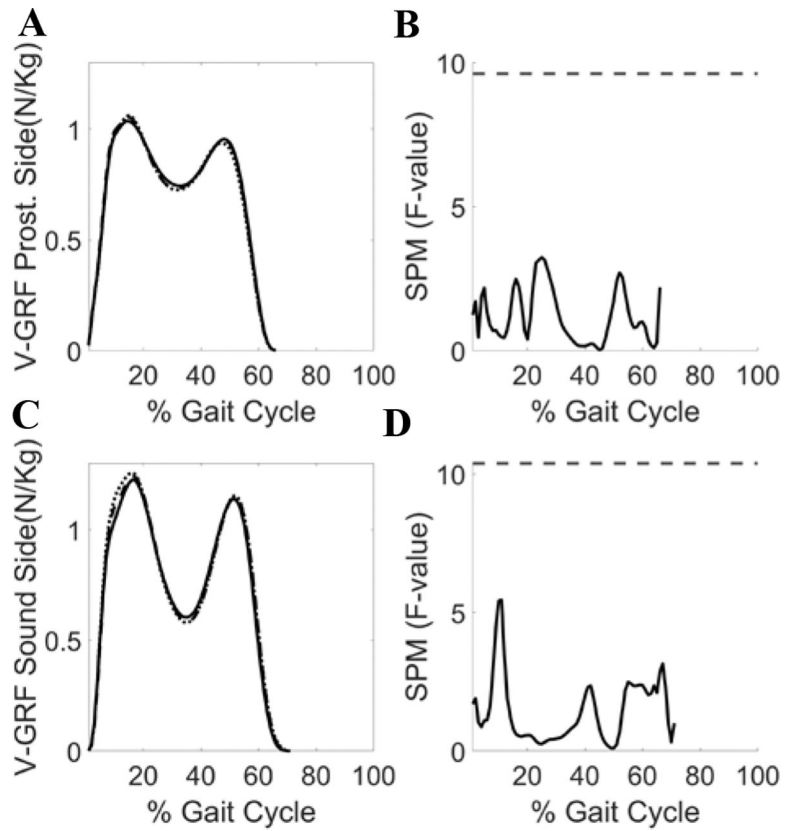 A
V-GRF Prost. Side(N/Kg)
1
0.5
0
20 40 60 80 100
% Gait Cycle
B
SPM (F-value)
10
5
0
20 40 60 80 100
% Gait Cycle
C
V-GRF Sound Side(N/Kg)
1
0.5
0
20 40 60 80 100
% Gait Cycle
D
SPM (F-value)
10
5
0
20 40 60 80 100
% Gait Cycle